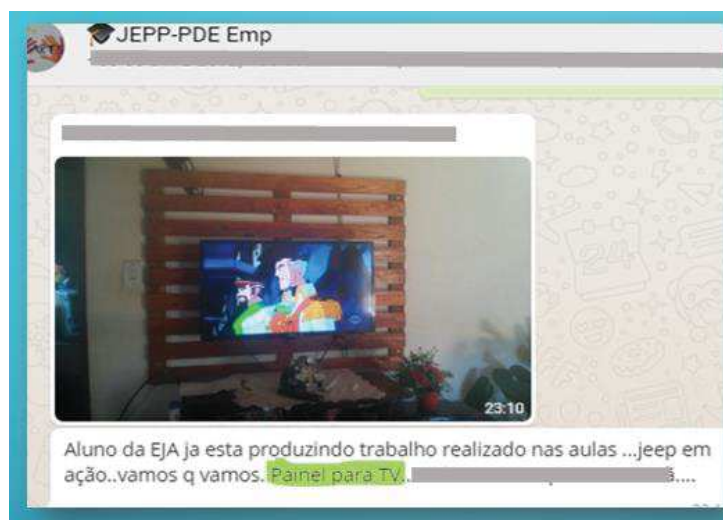 🎓JEPP-PDE Emp
23:10
Aluno da EJA ja esta produzindo trabalho realizado nas aulas ...jeep em
ação..vamos q vamos. Painel para TV..